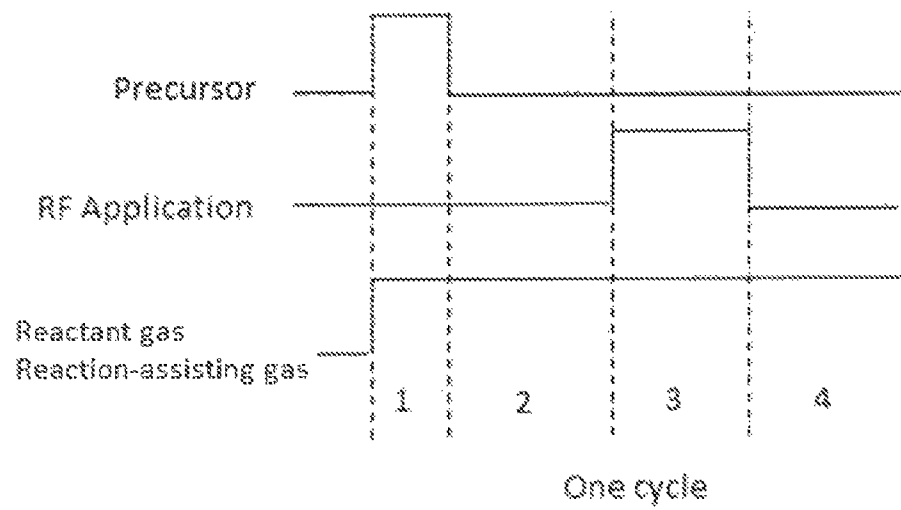 Precursor
RF Application
Reactant gas
Reaction-assisting gas
1 2 3 4
One cycle